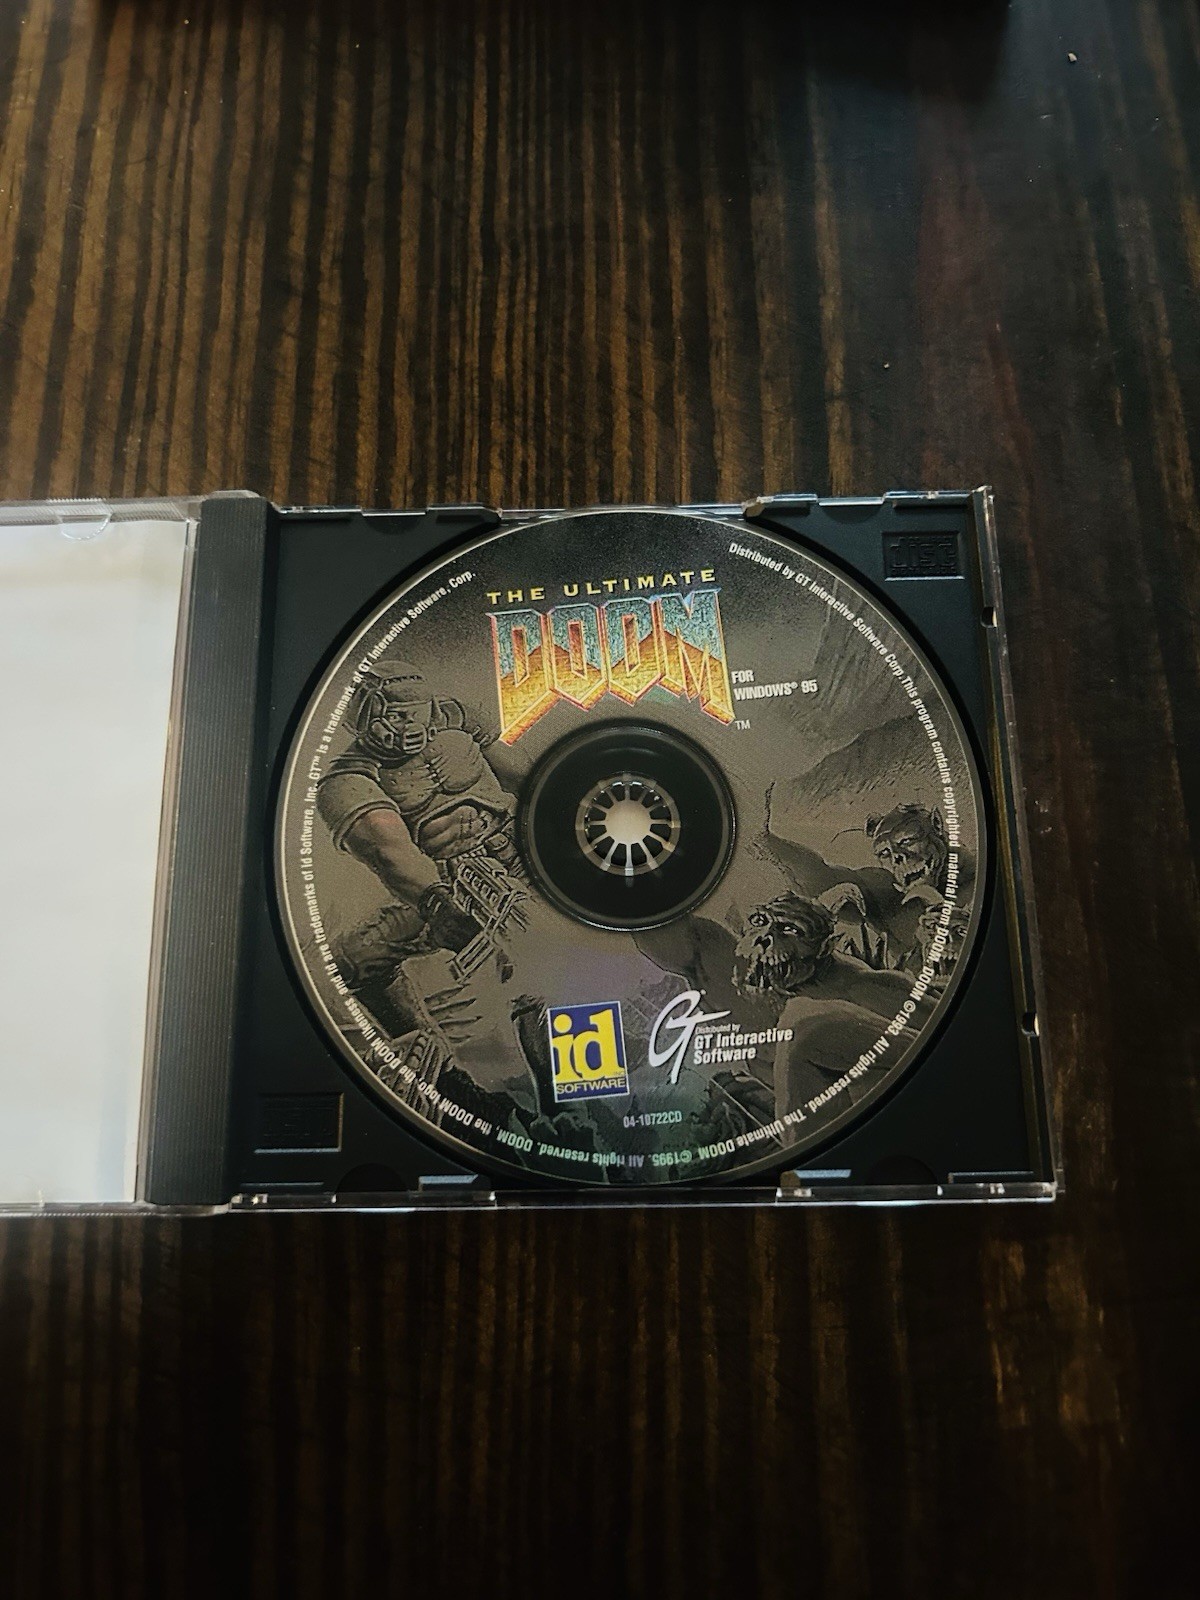 THE ULTIMATE
DOOM
FOR
WINDOWS® 95
TM
Distributed by GT Interactive Software Corp. This program contains copyrighted material from DOOM. DOOM ©1993. All rights reserved. The Ultimate DOOM ©1995. All rights reserved. DOOM, the DOOM logo, the DOOM likeness and id are trademarks of id Software, Inc. GT™ is a trademark of GT Interactive Software, Corp.
id
SOFTWARE
GT
Distributed by
GT Interactive
Software
04-10722CD